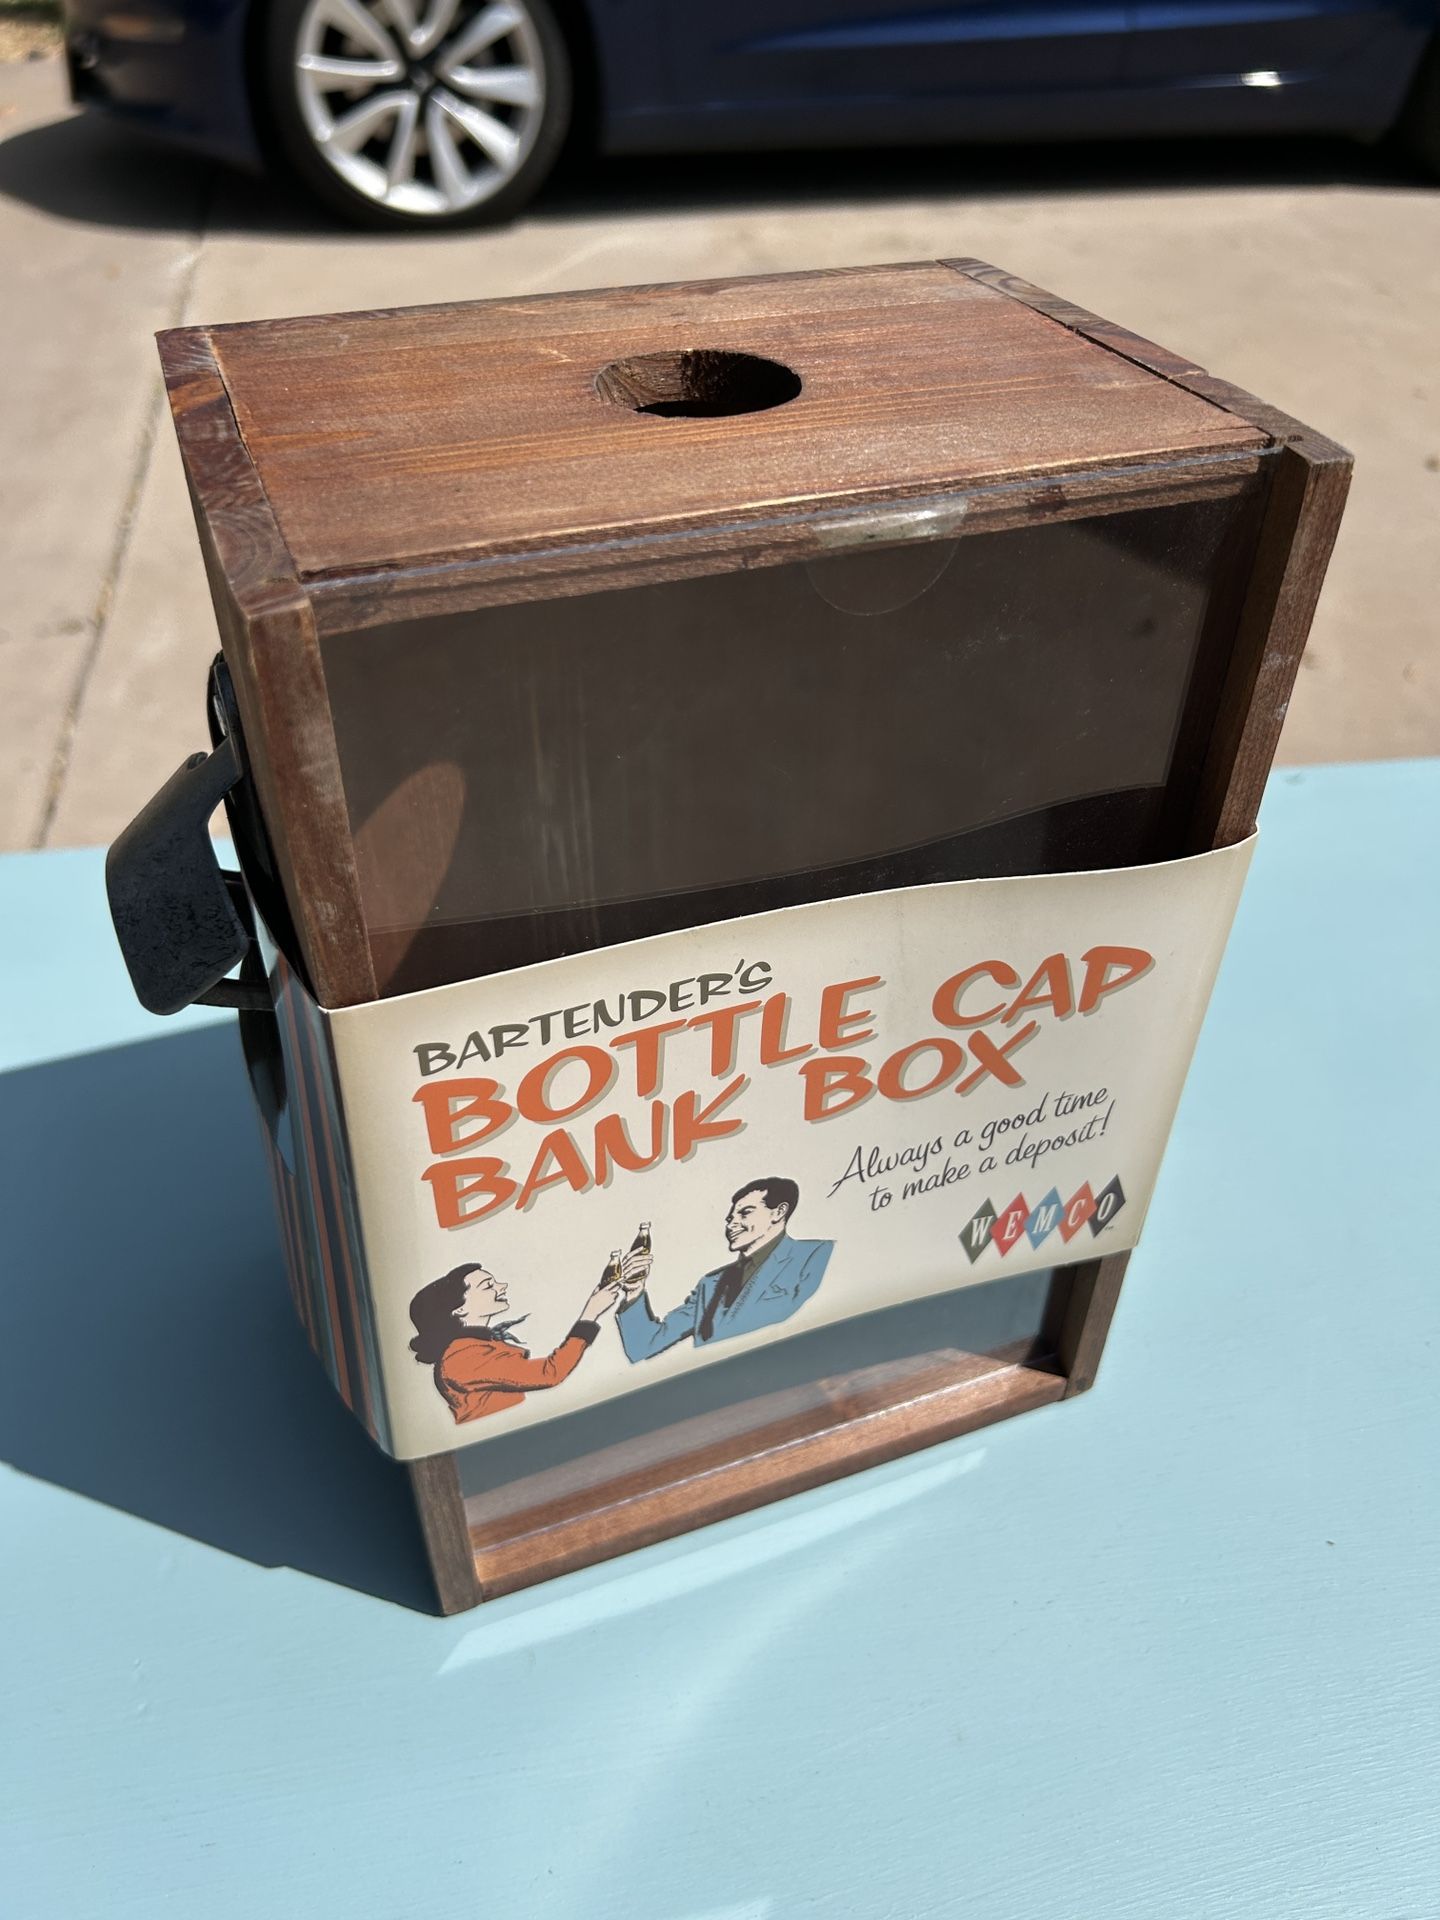 BARTENDER'S
BOTTLE CAP
BANK BOX
Always a good time
to make a deposit!
WEMCO